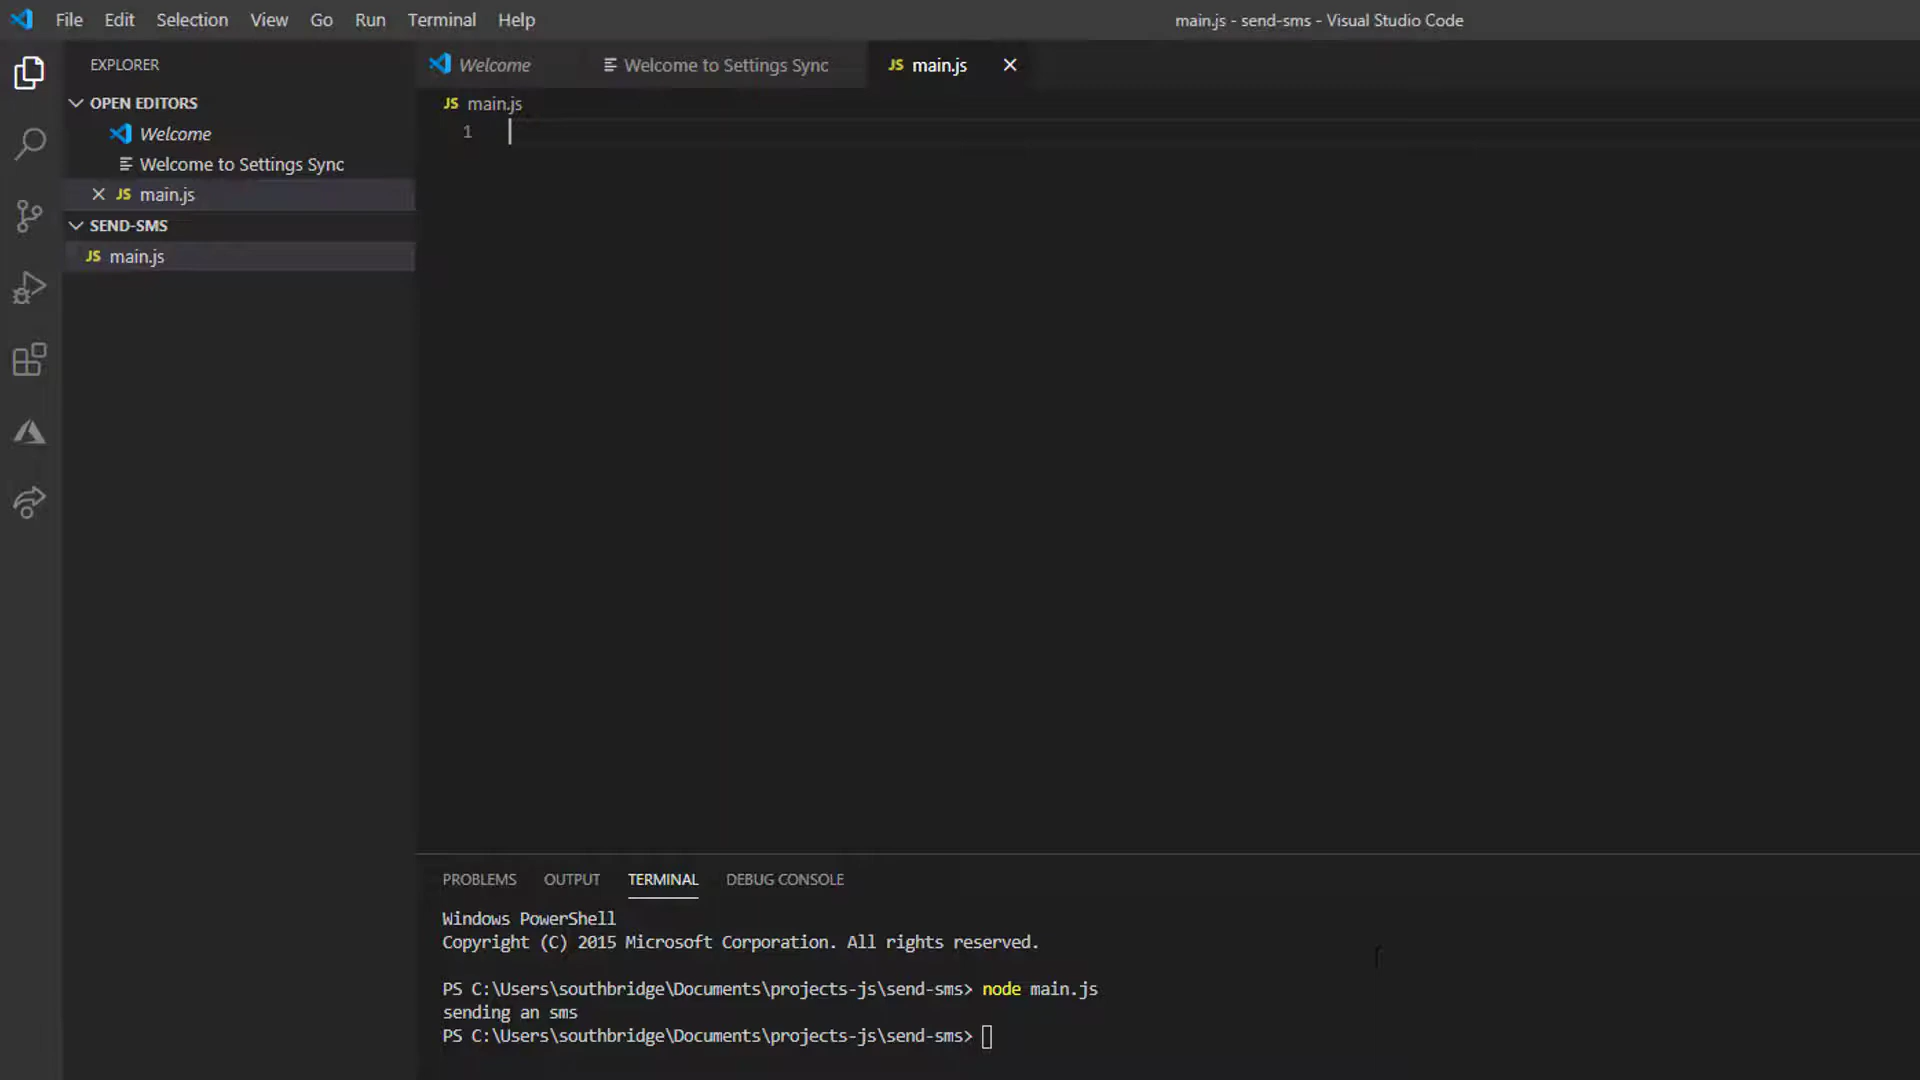 File Edit Selection View Go Run Terminal Help
main.js - send-sms - Visual Studio Code
EXPLORER
OPEN EDITORS
Welcome
Welcome to Settings Sync
JS main.js
SEND-SMS
JS main.js
Welcome
Welcome to Settings Sync
JS main.js
JS main.js
1
PROBLEMS OUTPUT TERMINAL DEBUG CONSOLE
Windows PowerShell
Copyright (C) 2015 Microsoft Corporation. All rights reserved.
PS C:\Users\southbridge\Documents\projects-js\send-sms> node main.js
sending an sms
PS C:\Users\southbridge\Documents\projects-js\send-sms>